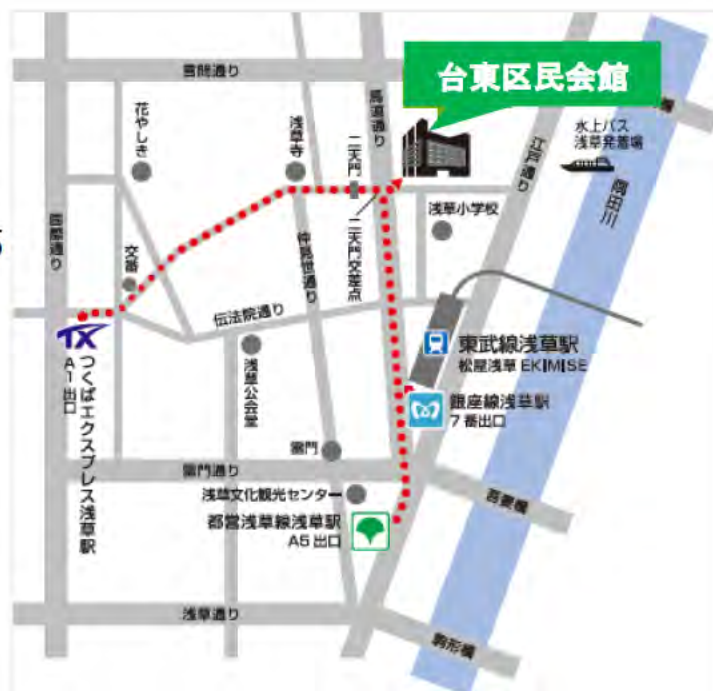 台東区民会館
言問通り
馬道通り
花やしき
浅草寺
二天門
水上バス
浅草発着場
江戸通り
隅田川
浅草小学校
二天門交差点
国際通り
交番
仲見世通り
伝法院通り
TX
つくばエクスプレス浅草駅
A1出口
浅草公会堂
東武線浅草駅
松屋浅草 EKIMISE
銀座線浅草駅
7番出口
雷門
雷門通り
浅草文化観光センター
都営浅草線浅草駅
A5出口
吾妻橋
浅草通り
駒形橋